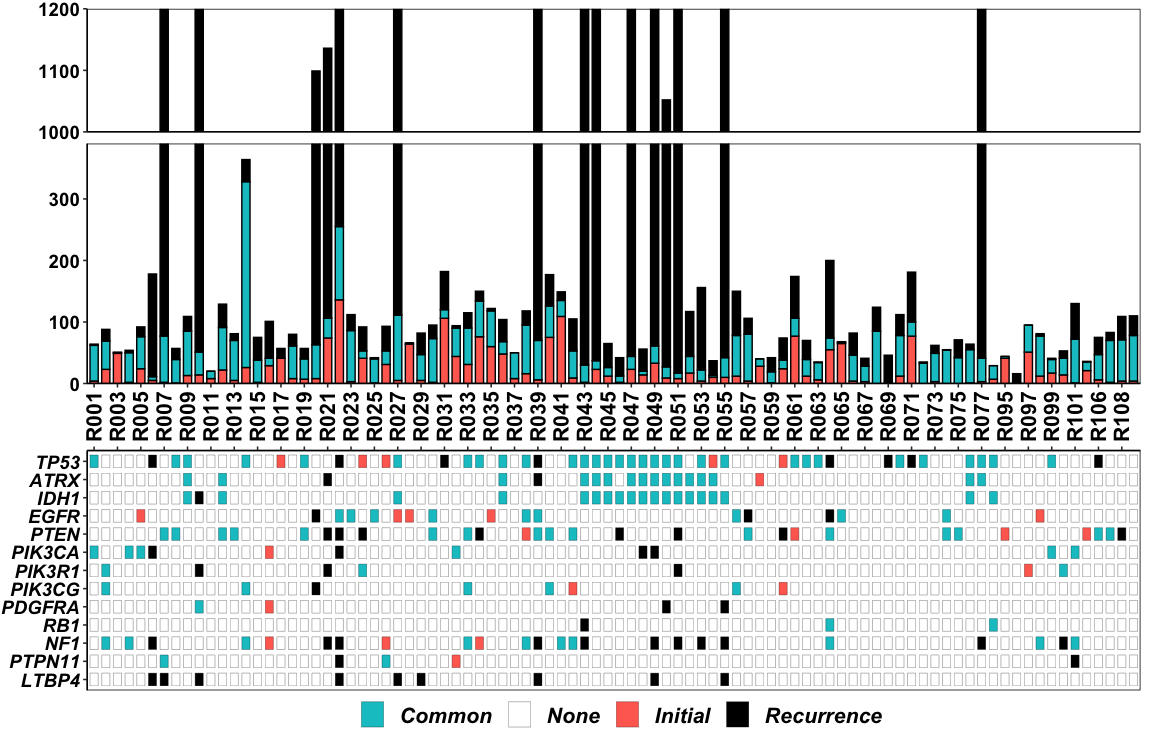 1200
1100
1000
300
200
100
0
R001 R003 R005 R007 R009 R011 R013 R015 R017 R019 R021 R023 R025 R027 R029 R031 R033 R035 R037 R039 R041 R043 R045 R047 R049 R051 R053 R055 R057 R059 R061 R063 R065 R067 R069 R071 R073 R075 R077 R095 R097 R099 R101 R106 R108
TP53
ATRX
IDH1
EGFR
PTEN
PIK3CA
PIK3R1
PIK3CG
PDGFRA
RB1
NF1
PTPN11
LTBP4
Common None Initial Recurrence